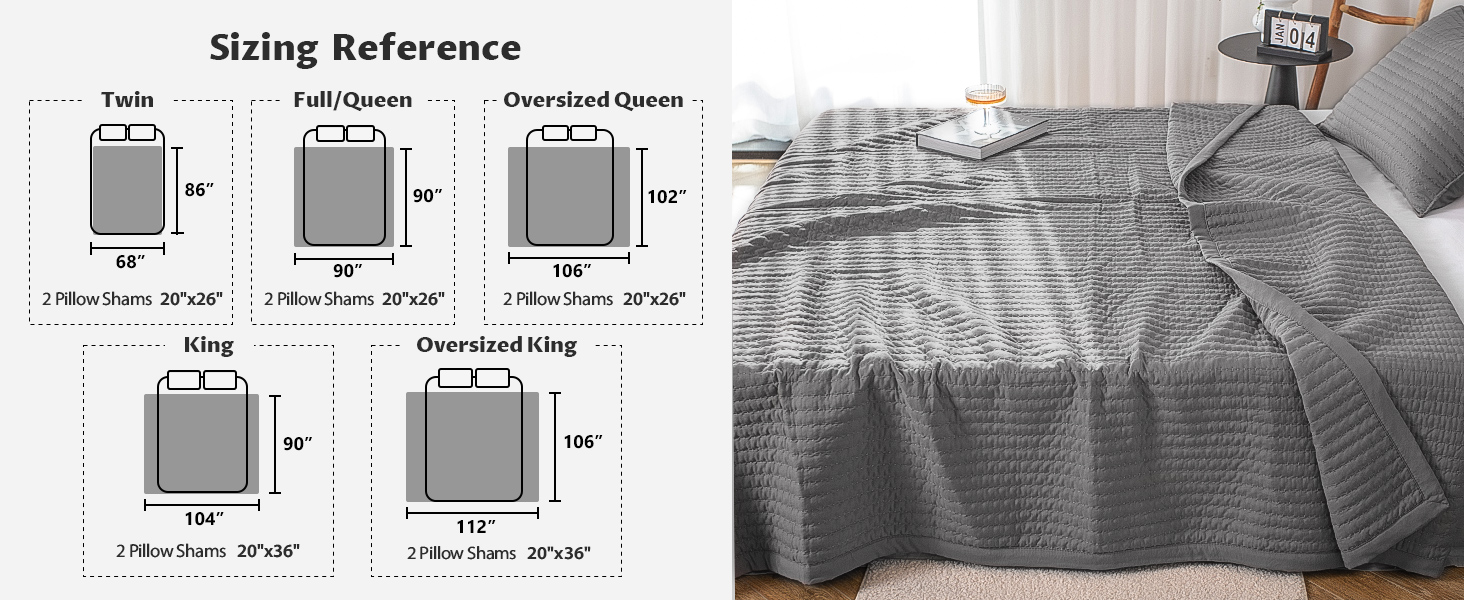 Sizing Reference
Twin
86”
68”
2 Pillow Shams 20"x26"
Full/Queen
90”
90”
2 Pillow Shams 20"x26"
Oversized Queen
102”
106”
2 Pillow Shams 20"x26"
King
90”
104”
2 Pillow Shams 20"x36"
Oversized King
106”
112”
2 Pillow Shams 20"x36"
JAN 04